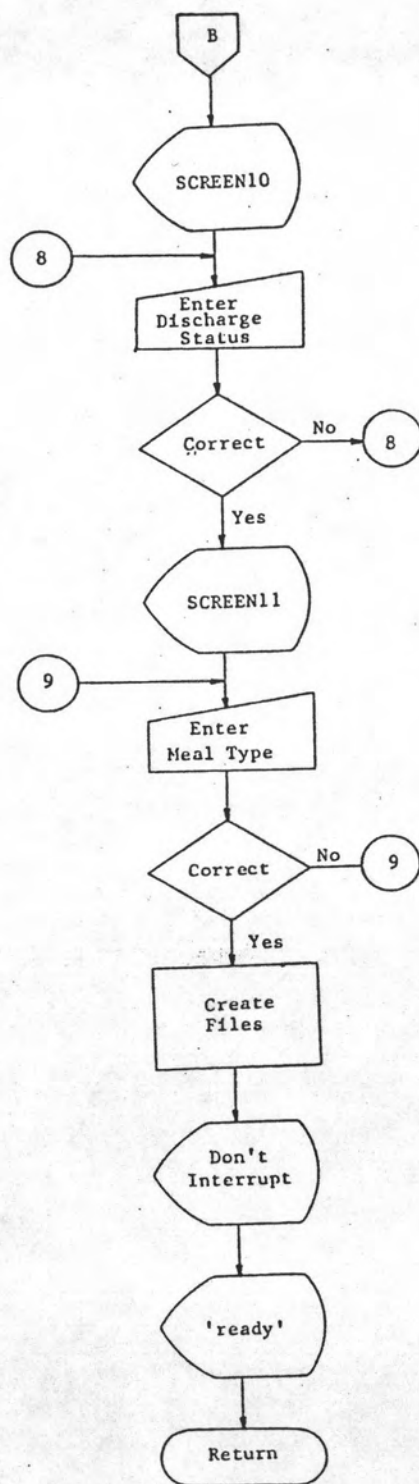 B
SCREEN10
8
Enter
Discharge
Status
Correct
No
8
Yes
SCREEN11
9
Enter
Meal Type
Correct
No
9
Yes
Create
Files
Don't
Interrupt
'ready'
Return